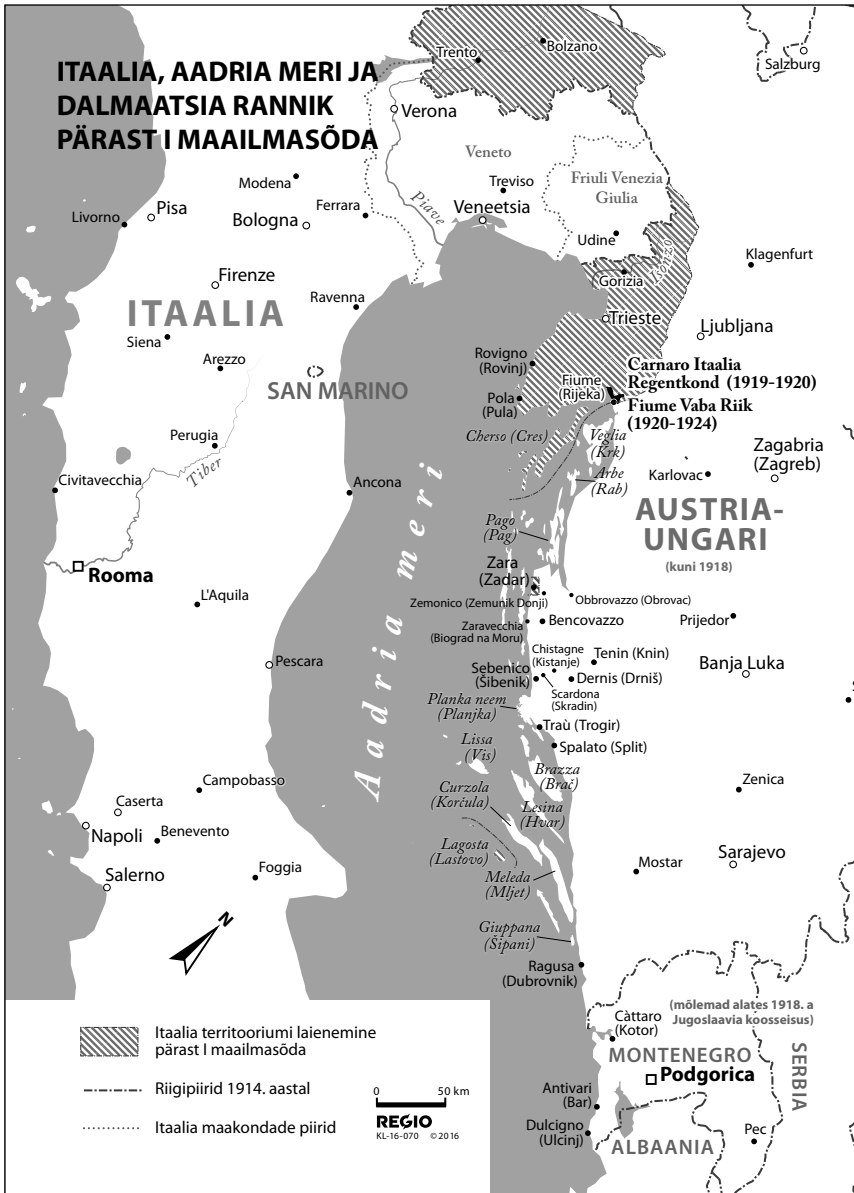 ITAALIA, AADRIA MERI JA
DALMAATSIA RANNIK
PÄRAST I MAAILMASÕDA
Trento
Bolzano
Salzburg
Verona
Veneto
Treviso
Friuli Venezia
Giulia
Modena
Ferrara
Piave
Veneetsia
Livorno
Pisa
Bologna
Udine
Klagenfurt
Isonzo
Gorizia
Firenze
Ravenna
ITAALIA
Trieste
Ljubljana
Siena
Arezzo
Rovigno
(Rovinj)
SAN MARINO
Carnaro Itaalia
Regentkond (1919-1920)
Fiume
(Rijeka)
Fiume Vaba Riik
(1920-1924)
Pola
(Pula)
Cherso (Cres)
Veglia
(Krk)
Zagabria
(Zagreb)
Perugia
Tiber
Arbe
(Rab)
Karlovac
Civitavecchia
Ancona
AUSTRIA-
UNGARI
(kuni 1918)
Pago
(Pag)
Aadria meri
Rooma
Zara
(Zadar)
L'Aquila
Zemonico (Zemunik Donji)
Obbrovazzo (Obrovac)
Zaravecchia
(Biograd na Moru)
Bencovazzo
Prijedor
Chistagne
(Kistanje)
Tenin (Knin)
Pescara
Sebenico
(Šibenik)
Dernis (Drniš)
Banja Luka
Scardona
(Skradin)
Planka neem
(Planjka)
Traù (Trogir)
Lissa
(Vis)
Spalato (Split)
Brazza
(Brač)
Campobasso
Curzola
(Korčula)
Lesina
(Hvar)
Zenica
Caserta
Napoli
Benevento
Lagosta
(Lastovo)
Mostar
Sarajevo
Salerno
Foggia
Meleda
(Mljet)
N
Giuppana
(Šipani)
Ragusa
(Dubrovnik)
(mõlemad alates 1918. a
Jugoslaavia koosseisus)
Càttaro
(Kotor)
MONTENEGRO
SERBIA
Podgorica
Antivari
(Bar)
Dulcigno
(Ulcinj)
ALBAANIA
Pec
Itaalia territooriumi laienemine
pärast I maailmasõda
Riigipiirid 1914. aastal
Itaalia maakondade piirid
0 50 km
REGIO
KL-16-070 ©2016